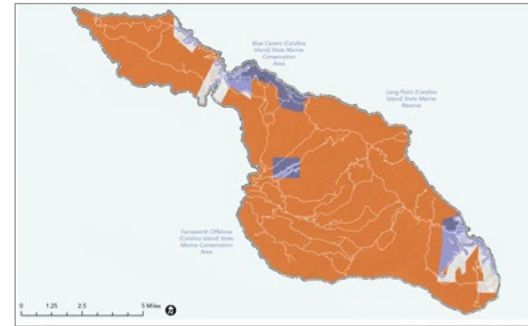 Blue Cavern (Catalina
Island) State Marine
Conservation
Area
Long Point (Catalina
Island) State Marine
Reserve
Farnsworth Offshore
(Catalina Island) State
Marine Conservation
Area
0 1.25 2.5 5 Miles